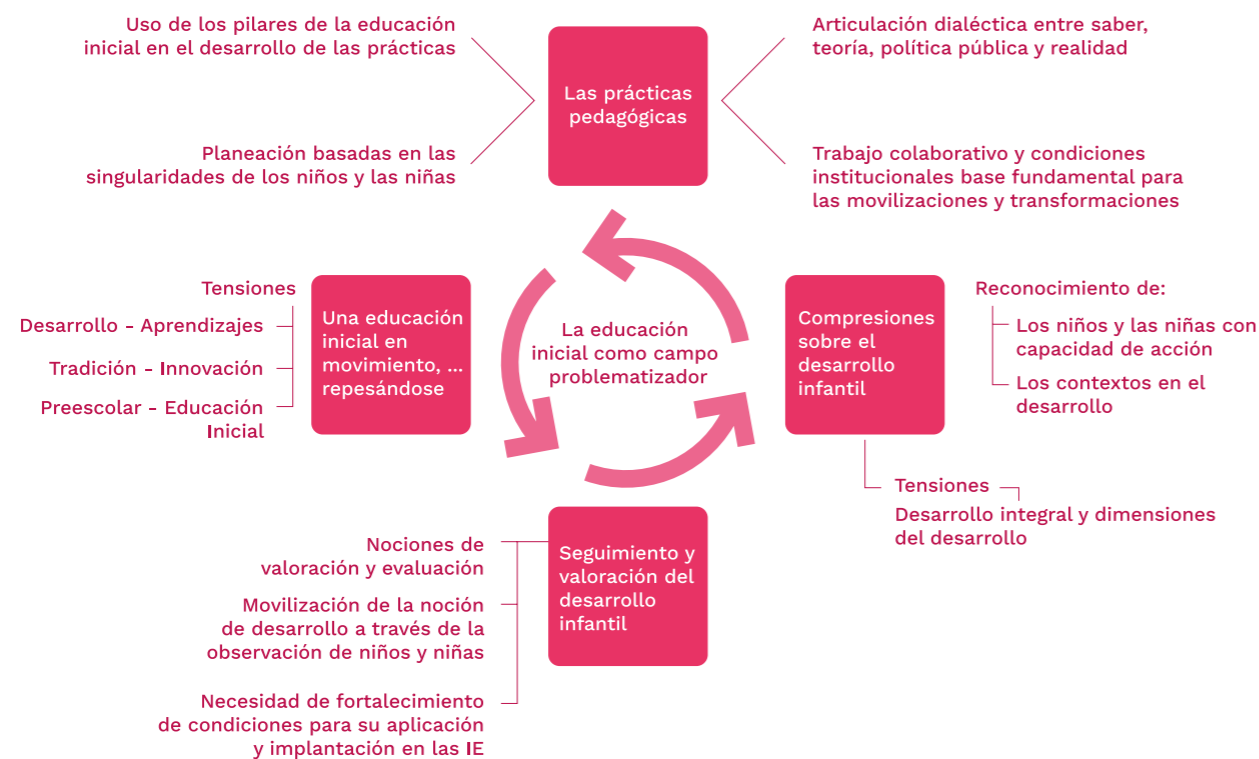 Uso de los pilares de la educación
inicial en el desarrollo de las prácticas
Planeación basadas en las
singularidades de los niños y las niñas
Las prácticas
pedagógicas
Articulación dialéctica entre saber,
teoría, política pública y realidad
Trabajo colaborativo y condiciones
institucionales base fundamental para
las movilizaciones y transformaciones
Tensiones
Desarrollo - Aprendizajes
Tradición - Innovación
Preescolar - Educación
Inicial
Una educación
inicial en
movimiento, ...
repesándose
La educación
inicial como campo
problematizador
Compresiones
sobre el
desarrollo
infantil
Reconocimiento de:
Los niños y las niñas con
capacidad de acción
Los contextos en el
desarrollo
Tensiones
Desarrollo integral y dimensiones
del desarrollo
Nociones de
valoración y evaluación
Movilización de la noción
de desarrollo a través de la
observación de niños y niñas
Necesidad de fortalecimiento
de condiciones para su aplicación
y implantación en las IE
Seguimiento y
valoración del
desarrollo
infantil